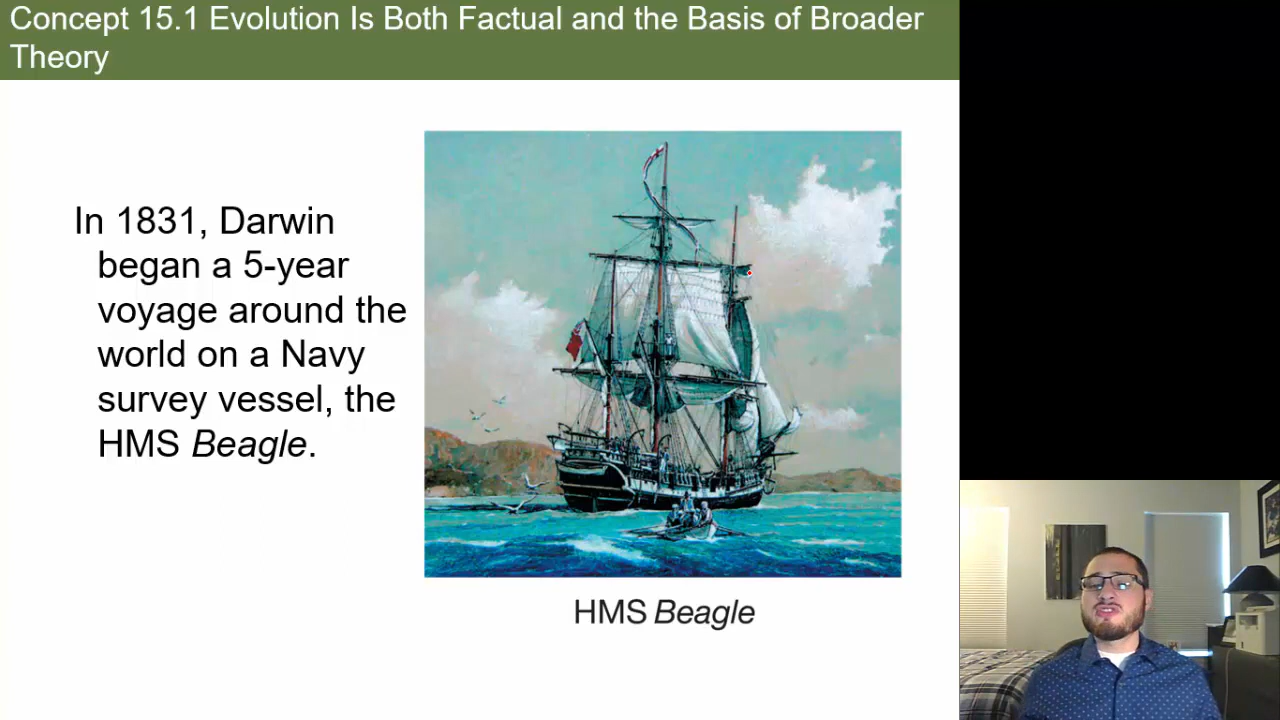 Concept 15.1 Evolution Is Both Factual and the Basis of Broader
Theory
In 1831, Darwin
began a 5-year
voyage around the
world on a Navy
survey vessel, the
HMS Beagle.
HMS Beagle